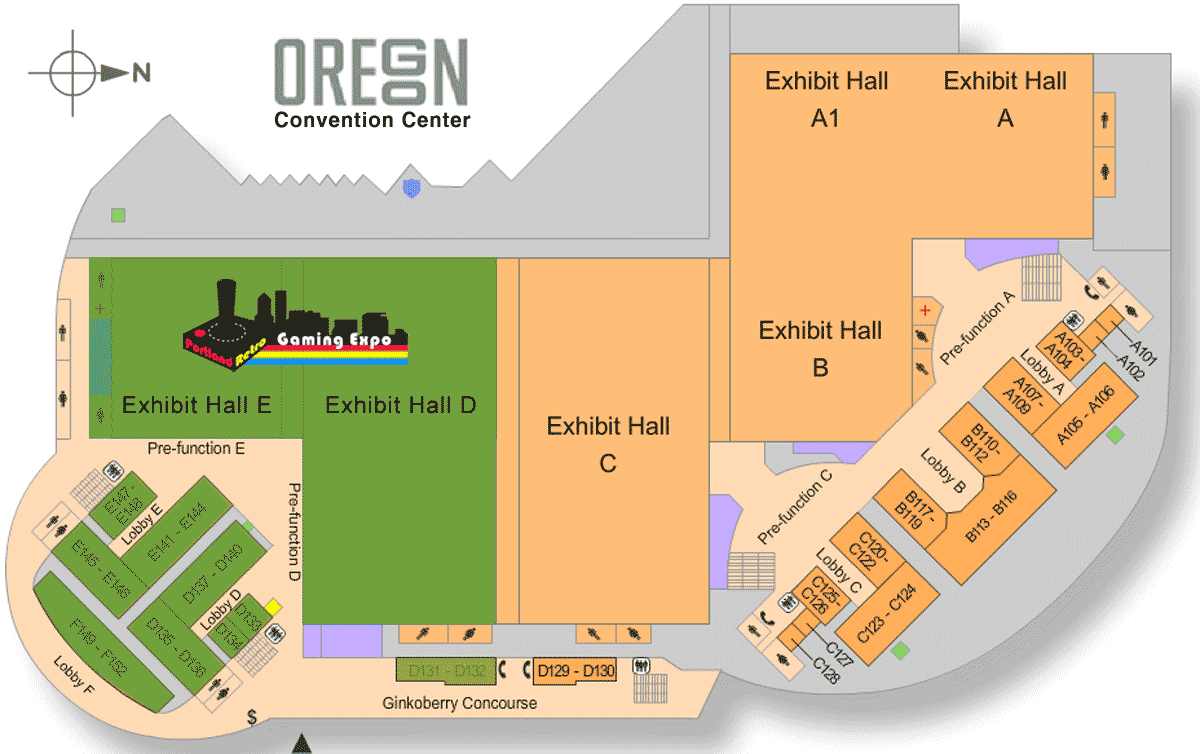 N
OREGON
Convention Center
Exhibit Hall
A1
Exhibit Hall
A
Portland
Retro
Gaming Expo
Exhibit Hall E
Exhibit Hall D
Exhibit Hall
C
Exhibit Hall
B
Pre-function A
A101
A102
A103-
A104
Lobby A
A107-
A109
A105 - A106
B110-
B112
Lobby B
B117-
B119
B113 - B116
Pre-function C
C120-
C122
Lobby C
C125-
C126
C123 - C124
C127
C128
Pre-function E
Pre-function D
E147-
E148
Lobby E
E141 - E144
E145 - E146
D137 - D140
Lobby D
D133
D134
D135 - D136
F149 - F152
Lobby F
D131 - D132
D129 - D130
Ginkoberry Concourse
$